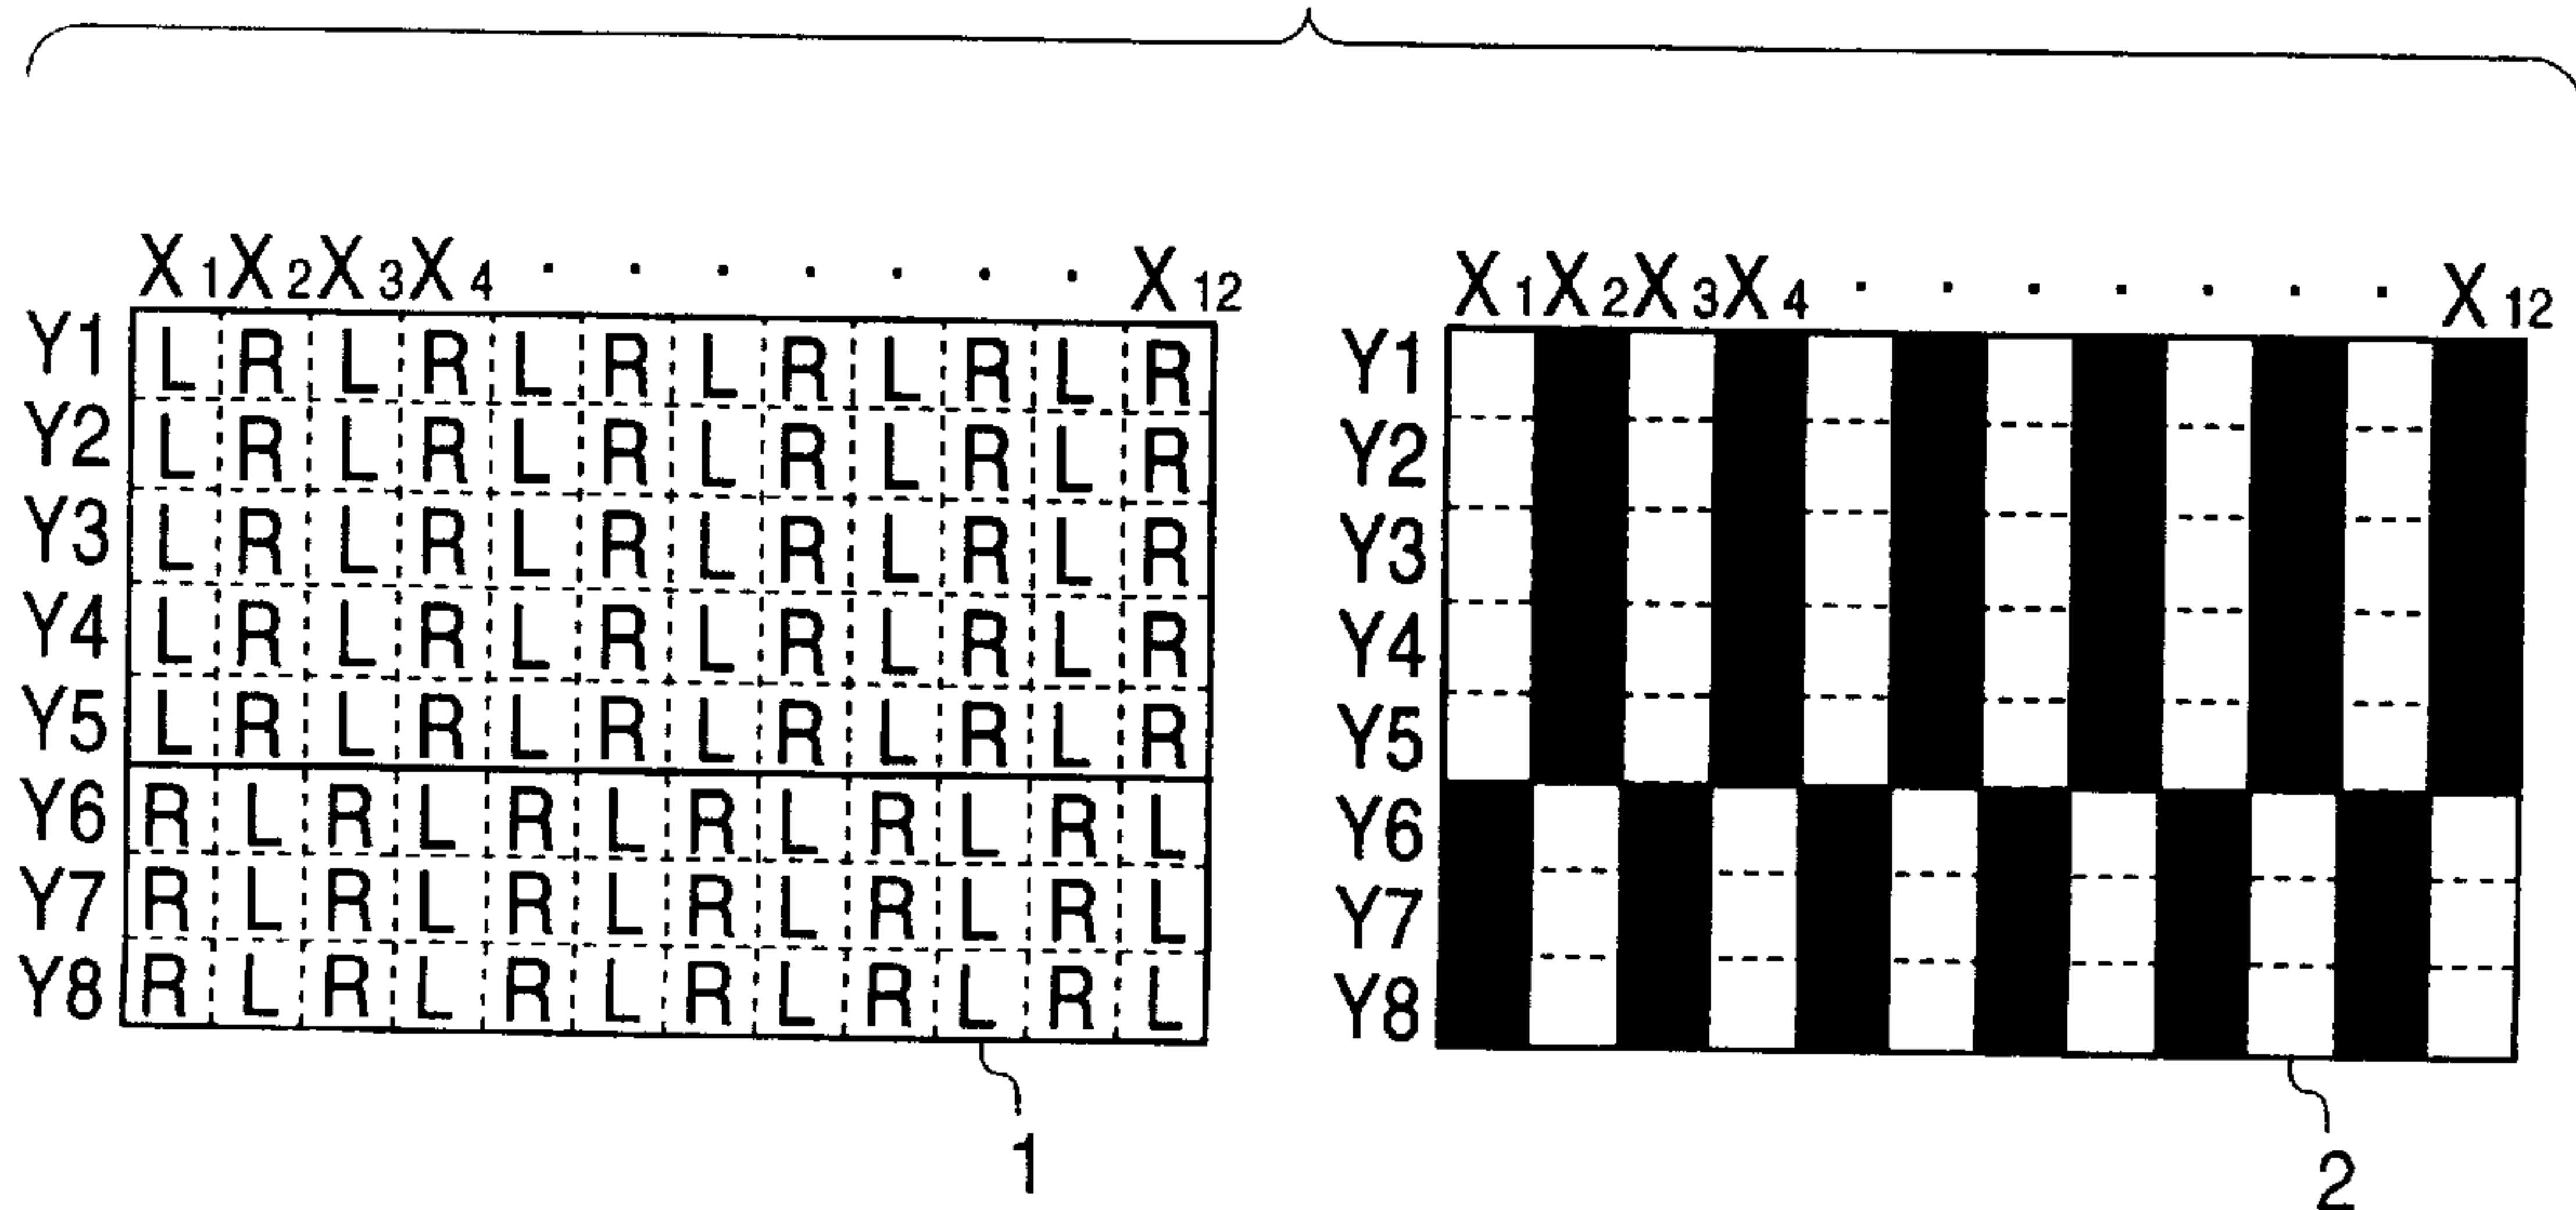 X1 X2 X3 X4 · · · · · · · X12
Y1 L R L R L R L R L R L R
Y2 L R L R L R L R L R L R
Y3 L R L R L R L R L R L R
Y4 L R L R L R L R L R L R
Y5 L R L R L R L R L R L R
Y6 R L R L R L R L R L R L
Y7 R L R L R L R L R L R L
Y8 R L R L R L R L R L R L
1
X1 X2 X3 X4 · · · · · · · X12
Y1
Y2
Y3
Y4
Y5
Y6
Y7
Y8
2